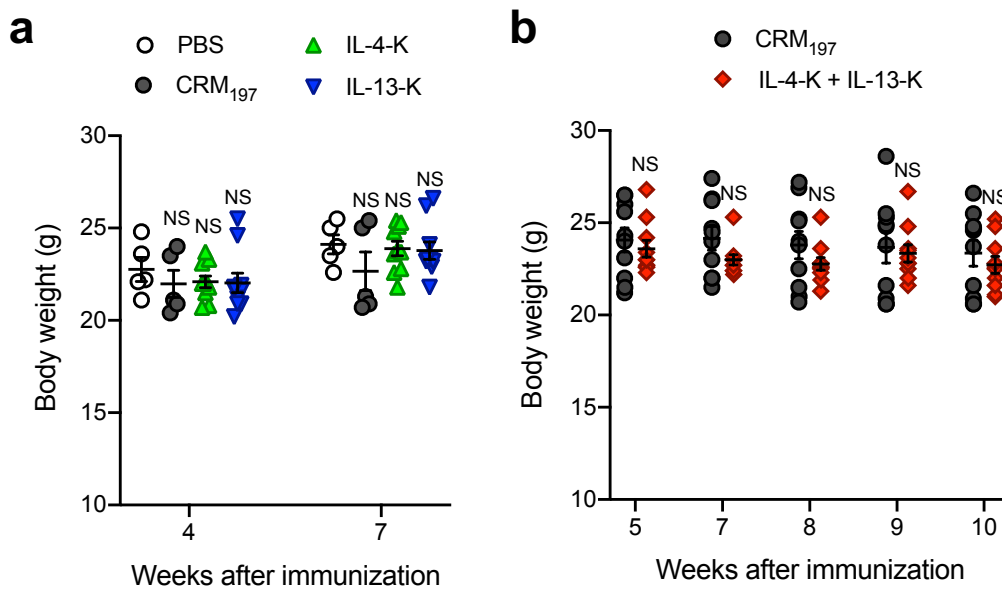 a
PBS
IL-4-K
CRM197
IL-13-K
30
25
20
15
10
Body weight (g)
NS
NS
NS
NS
NS
NS
4
7
Weeks after immunization
b
CRM197
IL-4-K + IL-13-K
30
25
20
15
10
Body weight (g)
NS
NS
NS
NS
NS
5
7
8
9
10
Weeks after immunization